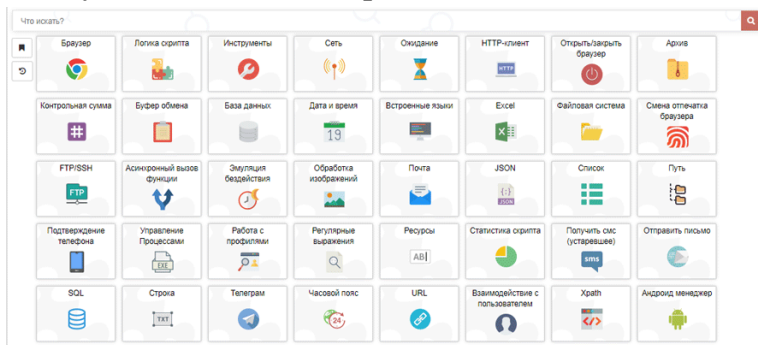 Что искать?
Браузер
Логика скрипта
Инструменты
Сеть
Ожидание
HTTP-клиент
Открыть/закрыть
браузер
Архив
HTTP
Контрольная сумма
Буфер обмена
База данных
Дата и время
Встроенные языки
Excel
Файловая система
Смена отпечатка
браузера
#
19
X
FTP/SSH
Асинхронный вызов
функции
Эмуляция
бездействия
Обработка
изображений
Почта
JSON
Список
Путь
FTP
{;}
JSON
Подтверждение
телефона
Управление
Процессами
Работа с
профилями
Регулярные
выражения
Ресурсы
Статистика скрипта
Получить смс
(устаревшее)
Отправить письмо
EXE
AB
sms
SQL
Строка
Телеграм
Часовой пояс
URL
Взаимодействие с
пользователем
Xpath
Андроид менеджер
TXT
24
</>